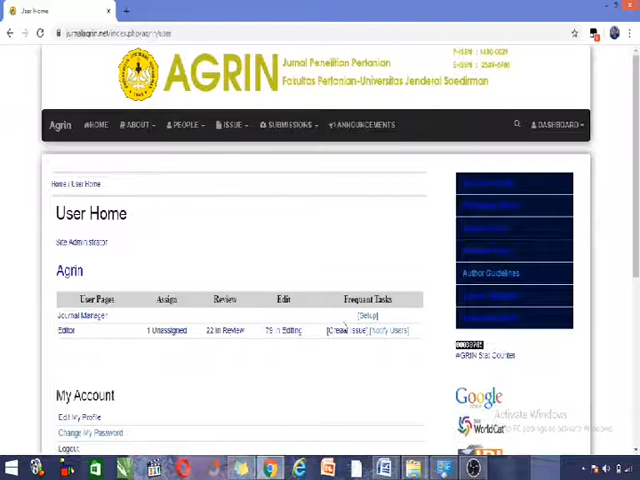 User Home
jurnalagrin.net/index.php/agrin/user
AGRIN
Jurnal Penelitian Pertanian
Fakultas Pertanian-Universitas Jenderal Soedirman
Agrin
HOME
ABOUT
PEOPLE
ISSUE
SUBMISSIONS
ANNOUNCEMENTS
DASHBOARD
Home / User Home
User Home
Site Administrator
Agrin
User Pages Assign Review Edit Frequent Tasks
Journal Manager [Setup]
Editor 1 Unassigned 22 In Review 79 In Editing [Create Issue] [Notify Users]
My Account
Edit My Profile
Change My Password
Logout
Author Guidelines
AGRIN Stat Counter
Google
WorldCat
Activate Windows